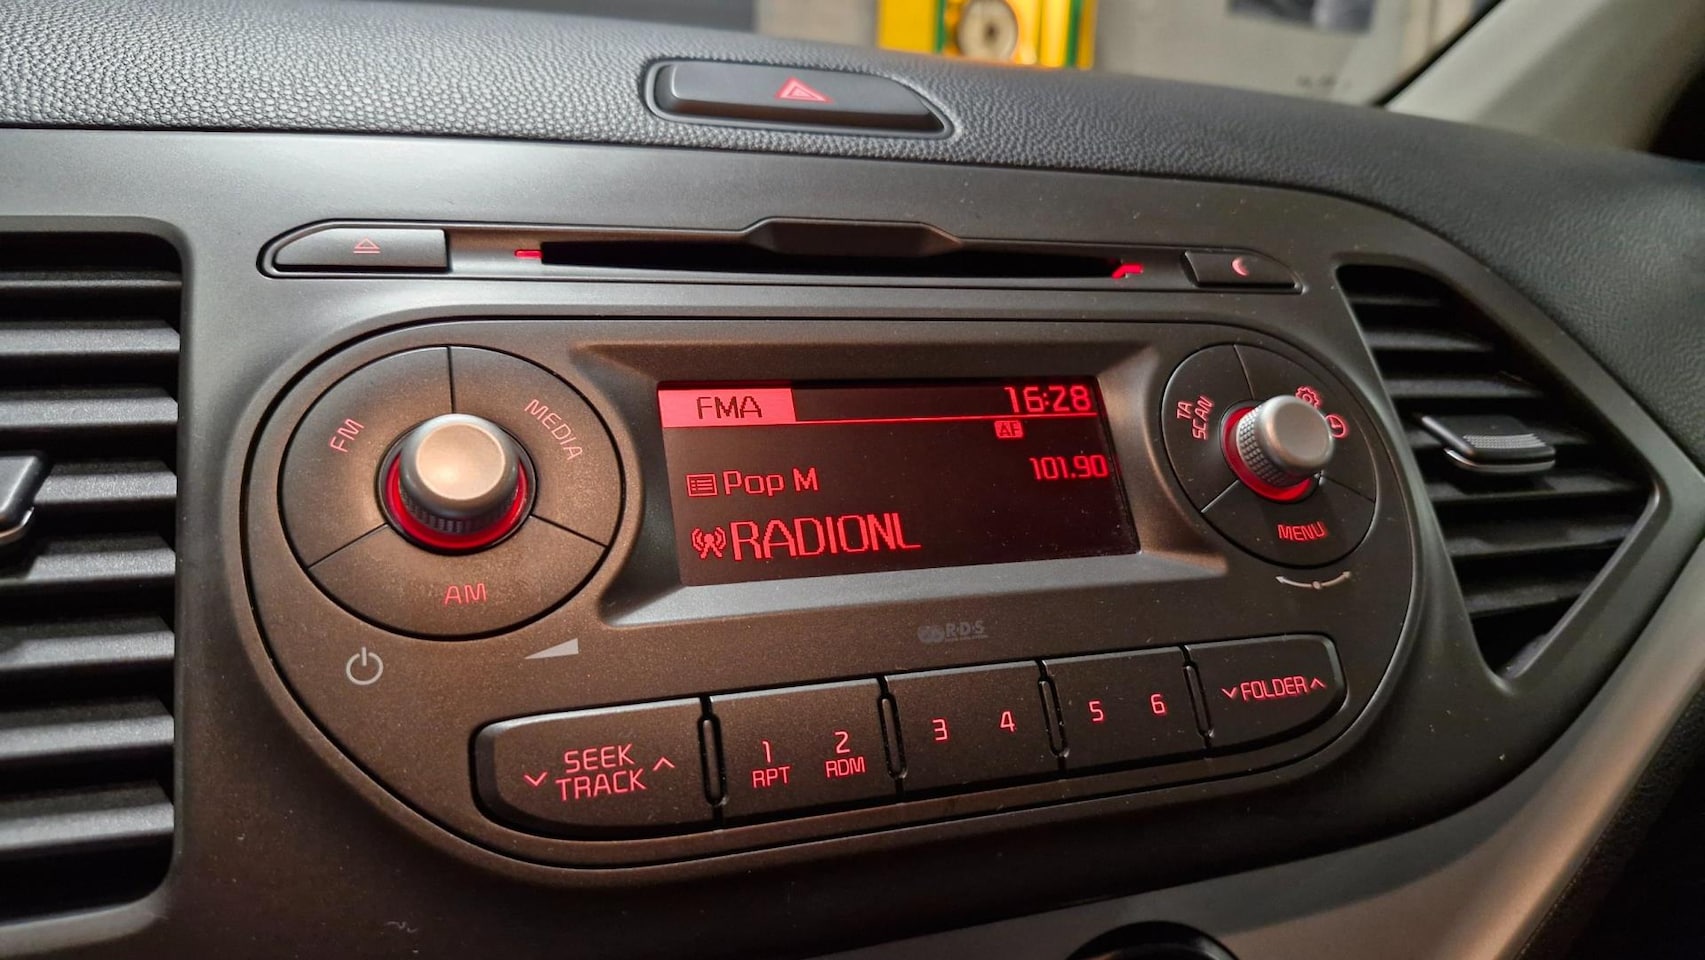 FMA 16:28
AF
Pop M 101.90
RADIONL
FM
MEDIA
AM
TA
SCAN
MENU
R·D·S
SEEK
TRACK
1 2
RPT RDM
3 4
5 6
FOLDER